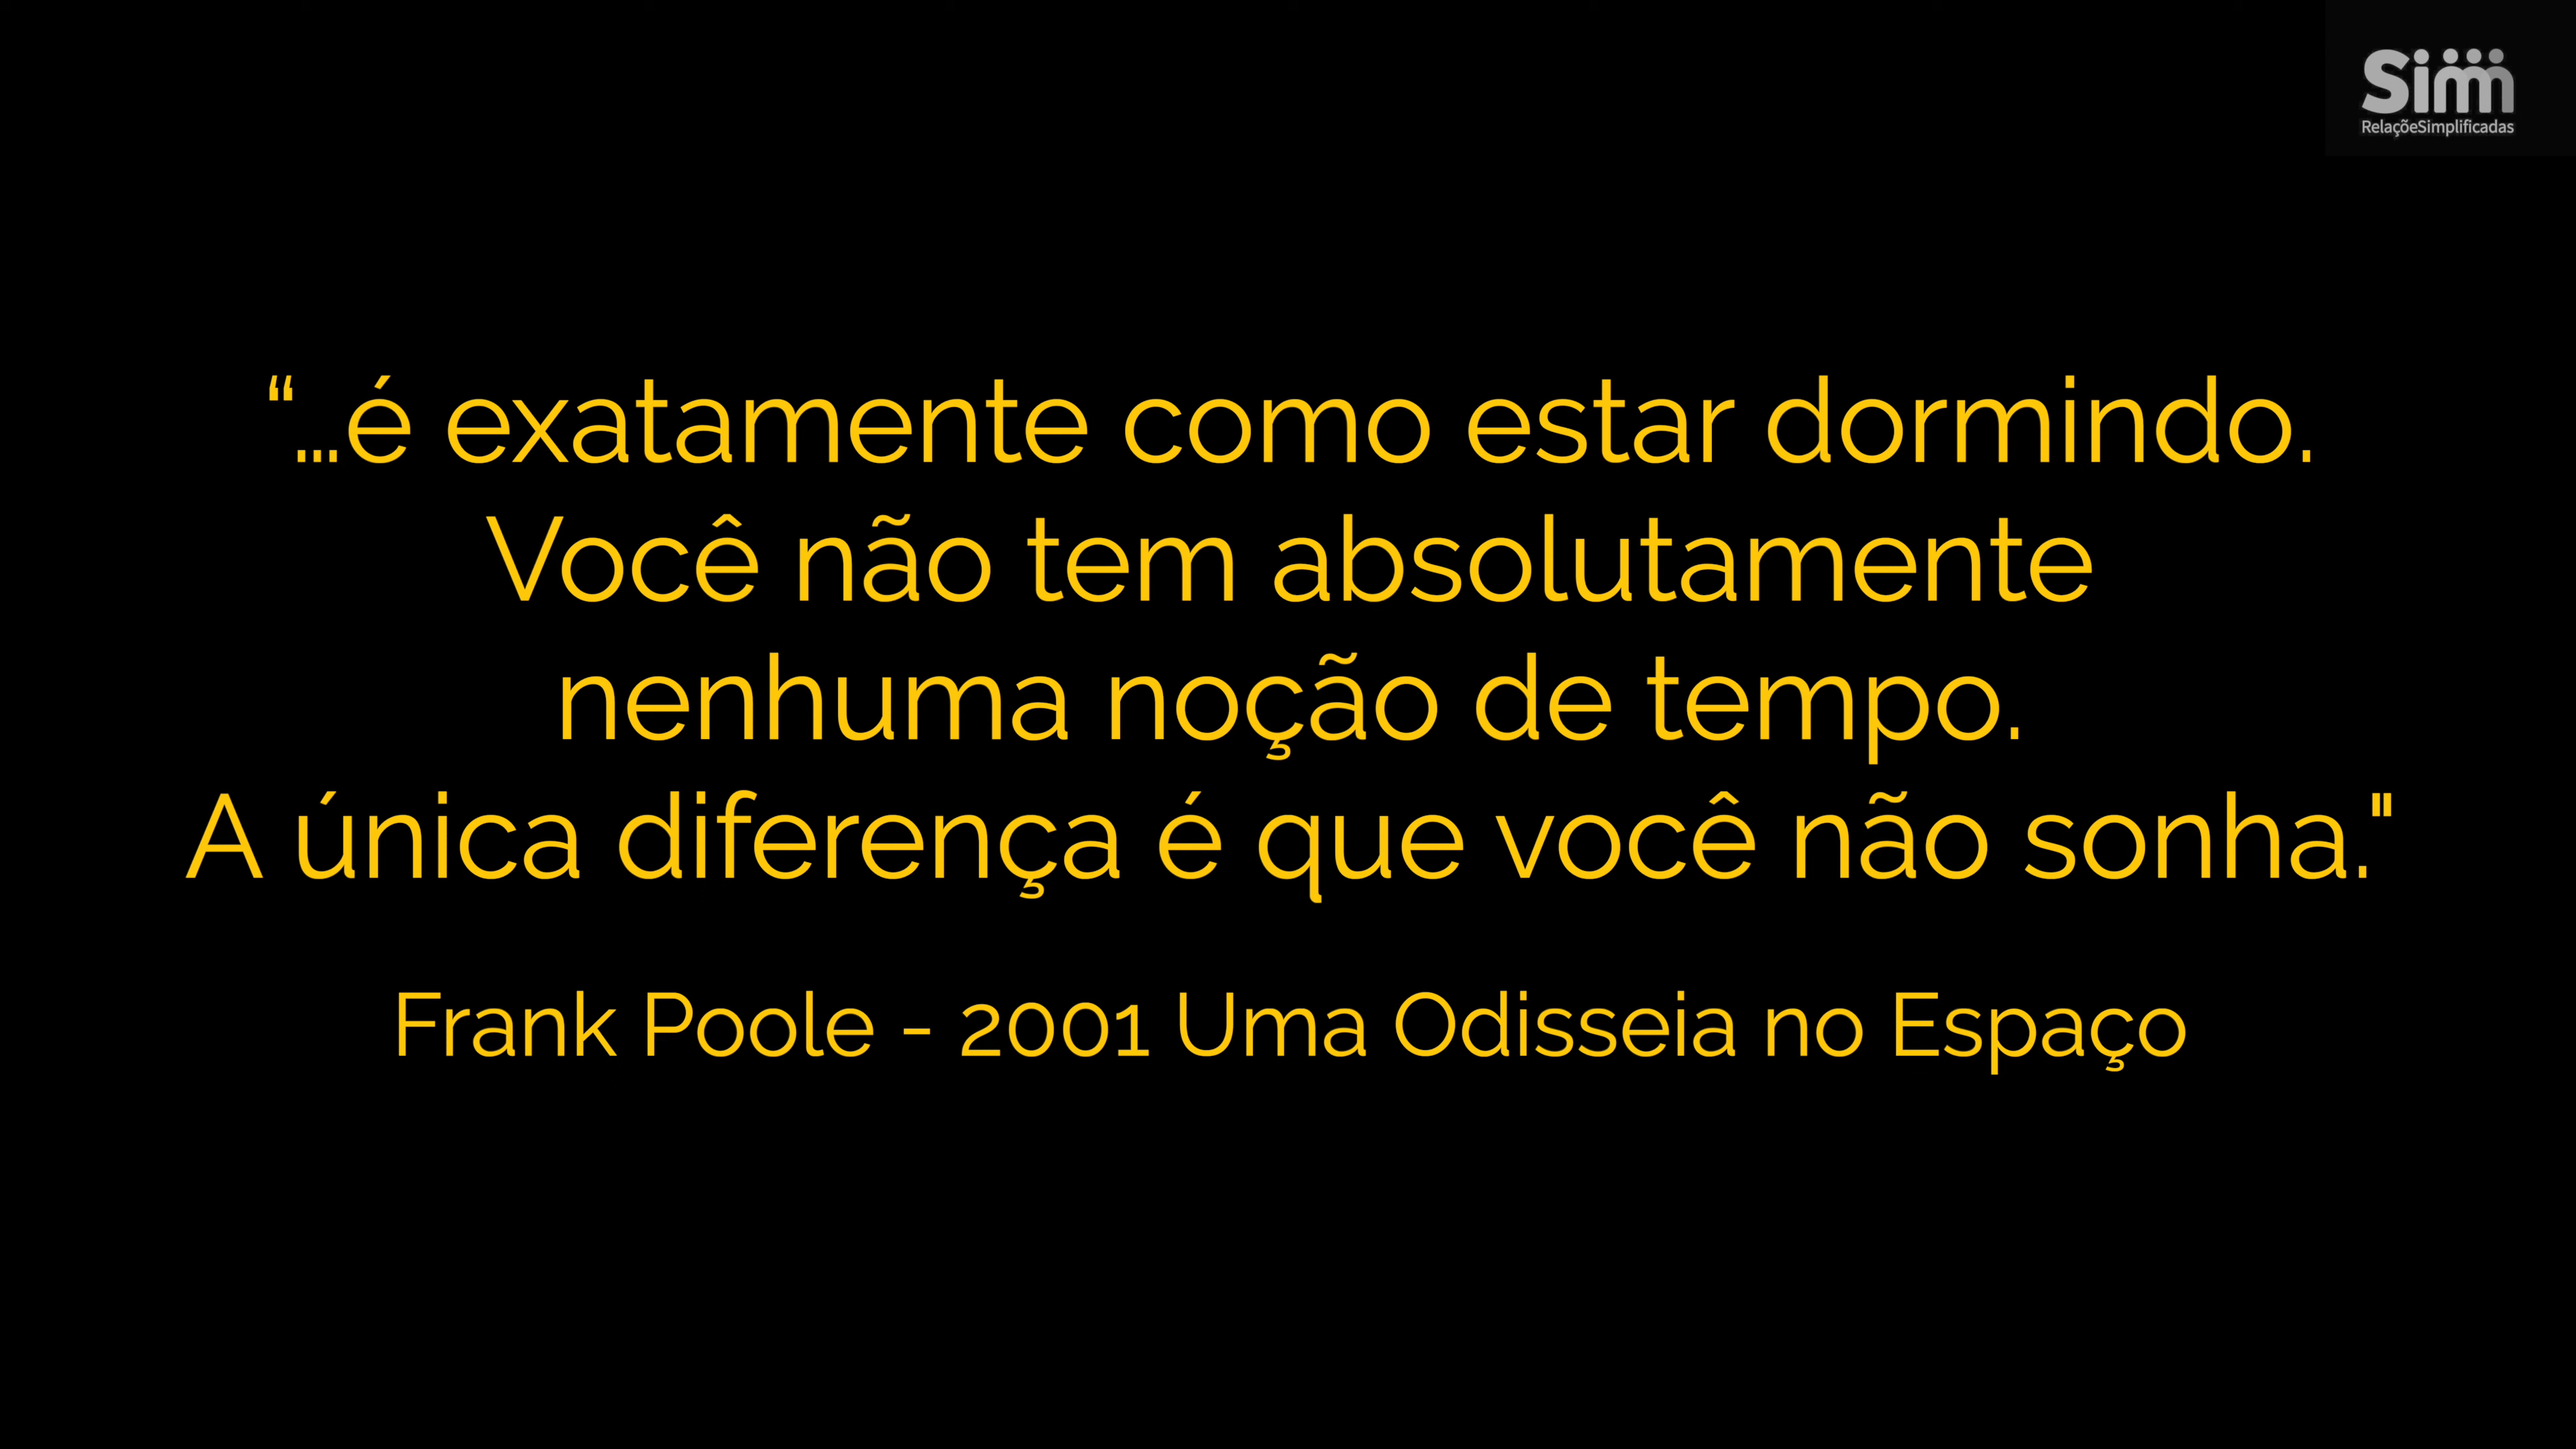 Simm
RelaçõeSimplificadas
“...é exatamente como estar dormindo.
Você não tem absolutamente
nenhuma noção de tempo.
A única diferença é que você não sonha."
Frank Poole - 2001 Uma Odisseia no Espaço